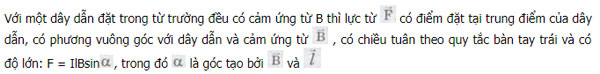 Với một dây dẫn đặt trong từ trường đều có cảm ứng từ B thì lực từ F⃗ có điểm đặt tại trung điểm của dây
dẫn, có phương vuông góc với dây dẫn và cảm ứng từ B⃗ , có chiều tuân theo quy tắc bàn tay trái và có
độ lớn: F = IlBsinα, trong đó α là góc tạo bởi B⃗ và l⃗